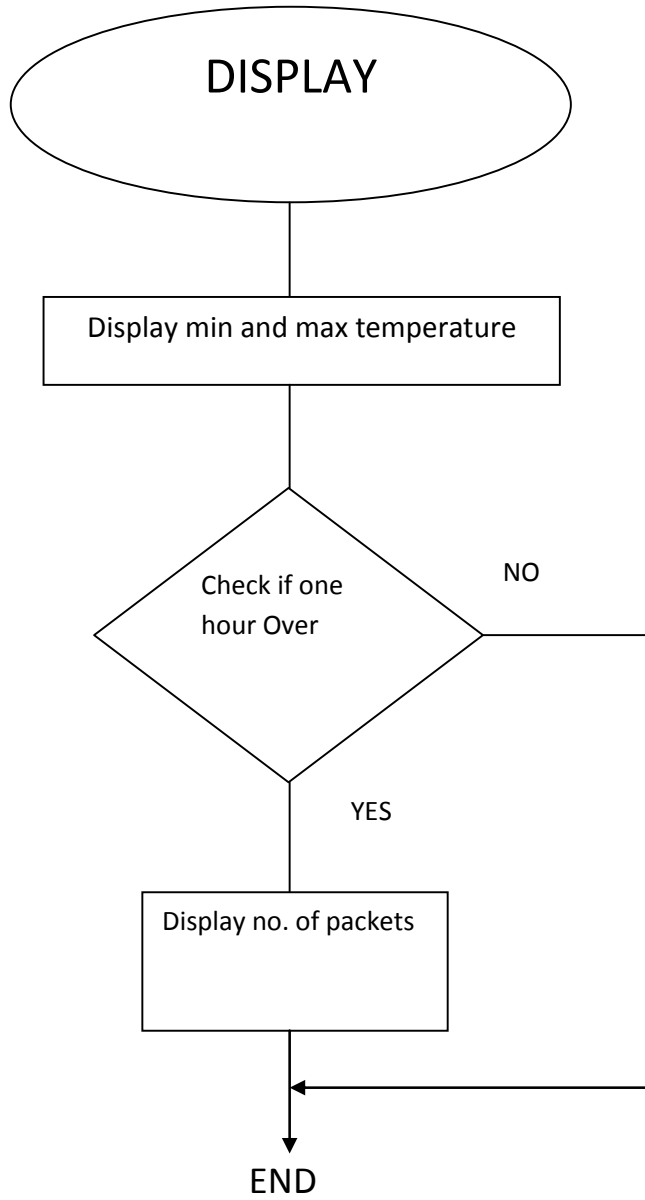 DISPLAY
Display min and max temperature
Check if one
hour Over
NO
YES
Display no. of packets
END